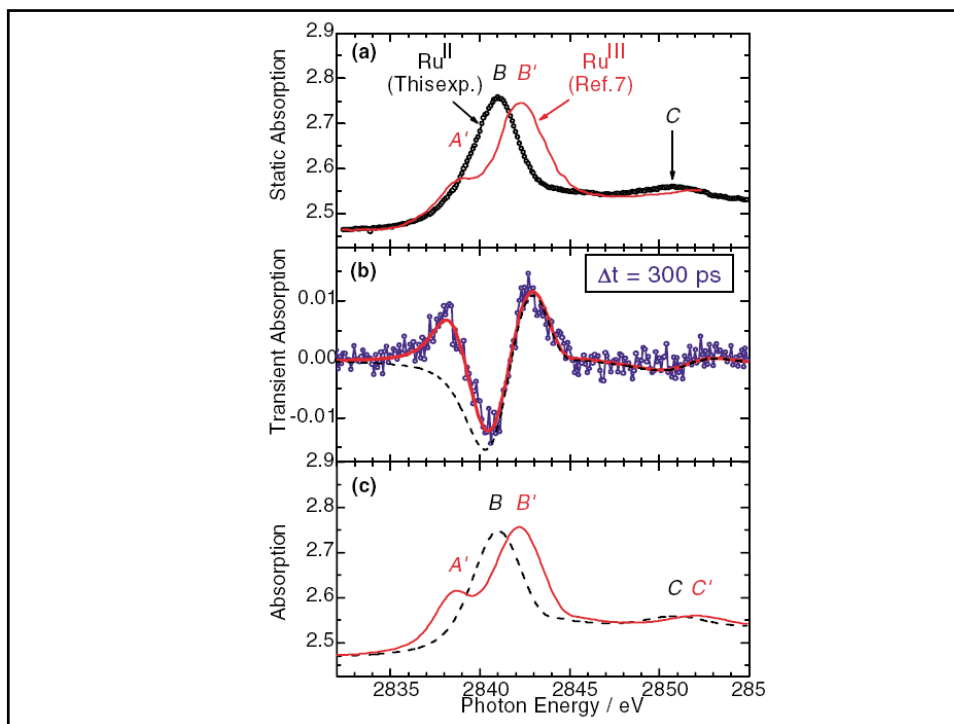 (a)
Ru^II
(Thisexp.)
B B'
Ru^III
(Ref.7)
A'
C
Static Absorption
2.9
2.8
2.7
2.6
2.5
(b)
Δt = 300 ps
Transient Absorption
0.01
0.00
-0.01
(c)
B B'
A'
C C'
Absorption
2.9
2.8
2.7
2.6
2.5
2835 2840 2845 2850 285
Photon Energy / eV